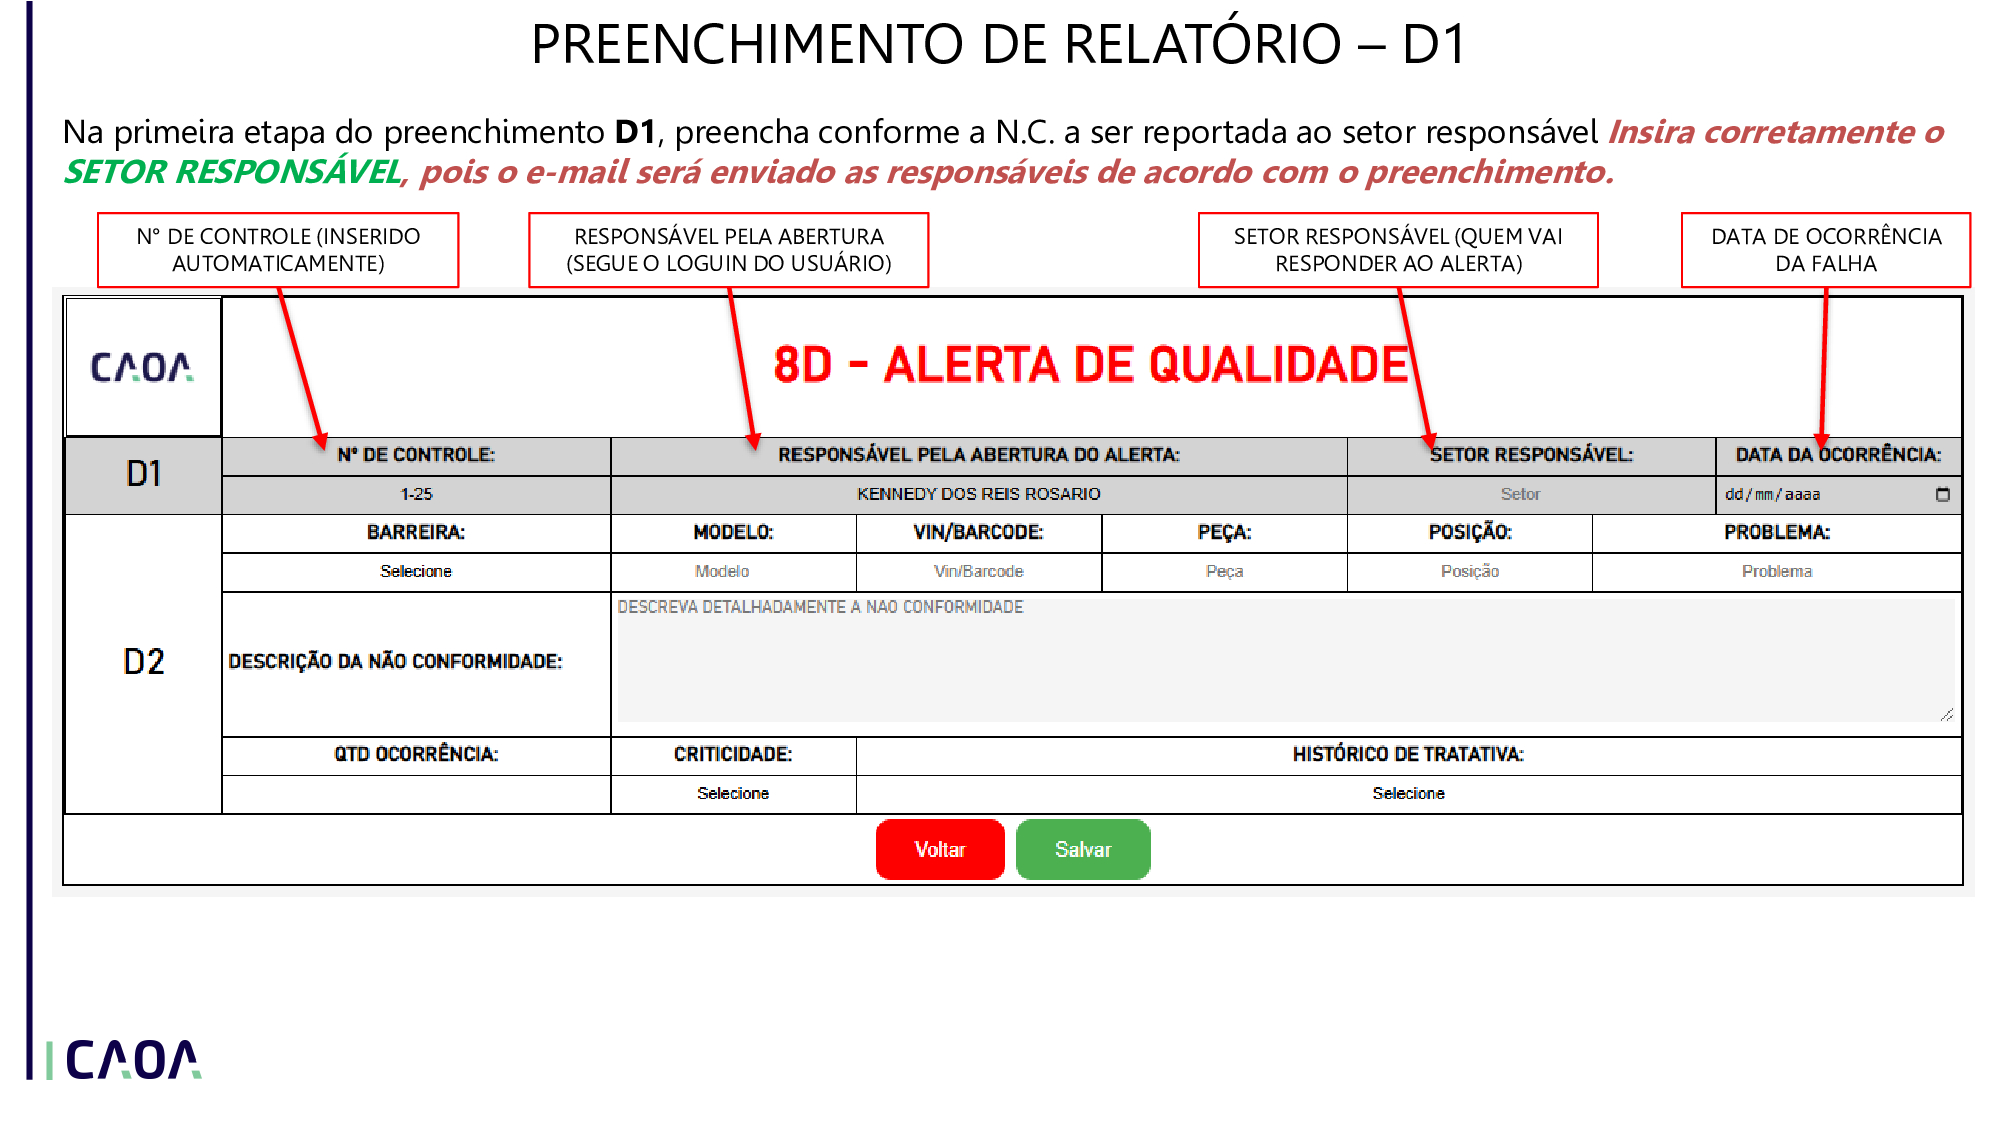 PREENCHIMENTO DE RELATÓRIO – D1
Na primeira etapa do preenchimento D1, preencha conforme a N.C. a ser reportada ao setor responsável Insira corretamente o
SETOR RESPONSÁVEL, pois o e-mail será enviado as responsáveis de acordo com o preenchimento.
N° DE CONTROLE (INSERIDO
AUTOMATICAMENTE)
RESPONSÁVEL PELA ABERTURA
(SEGUE O LOGUIN DO USUÁRIO)
SETOR RESPONSÁVEL (QUEM VAI
RESPONDER AO ALERTA)
DATA DE OCORRÊNCIA
DA FALHA
CAOA
8D - ALERTA DE QUALIDADE
D1
Nº DE CONTROLE:
RESPONSÁVEL PELA ABERTURA DO ALERTA:
SETOR RESPONSÁVEL:
DATA DA OCORRÊNCIA:
1-25
KENNEDY DOS REIS ROSARIO
Setor
dd/mm/aaaa
D2
BARREIRA:
MODELO:
VIN/BARCODE:
PEÇA:
POSIÇÃO:
PROBLEMA:
Selecione
Modelo
Vin/Barcode
Peça
Posição
Problema
DESCRIÇÃO DA NÃO CONFORMIDADE:
DESCREVA DETALHADAMENTE A NAO CONFORMIDADE
QTD OCORRÊNCIA:
CRITICIDADE:
HISTÓRICO DE TRATATIVA:
Selecione
Selecione
Voltar
Salvar
CAOA